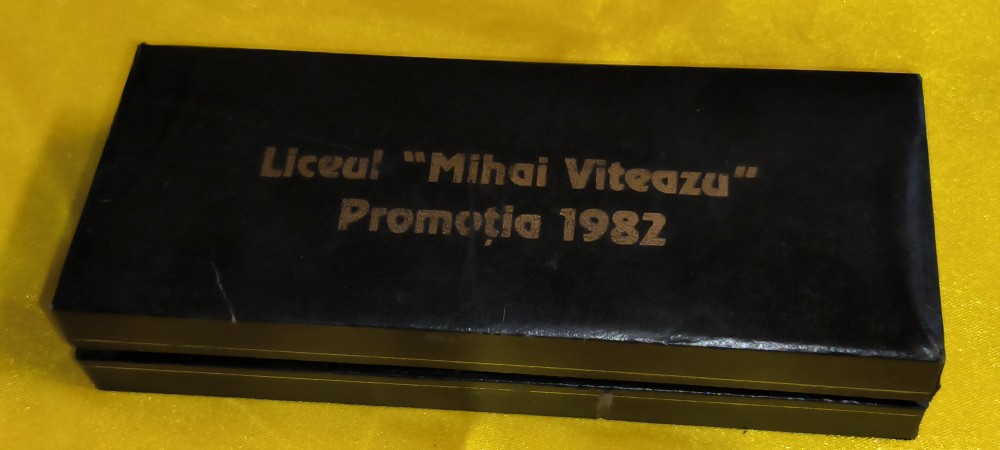 Liceul "Mihai Viteazu"
Promoția 1982